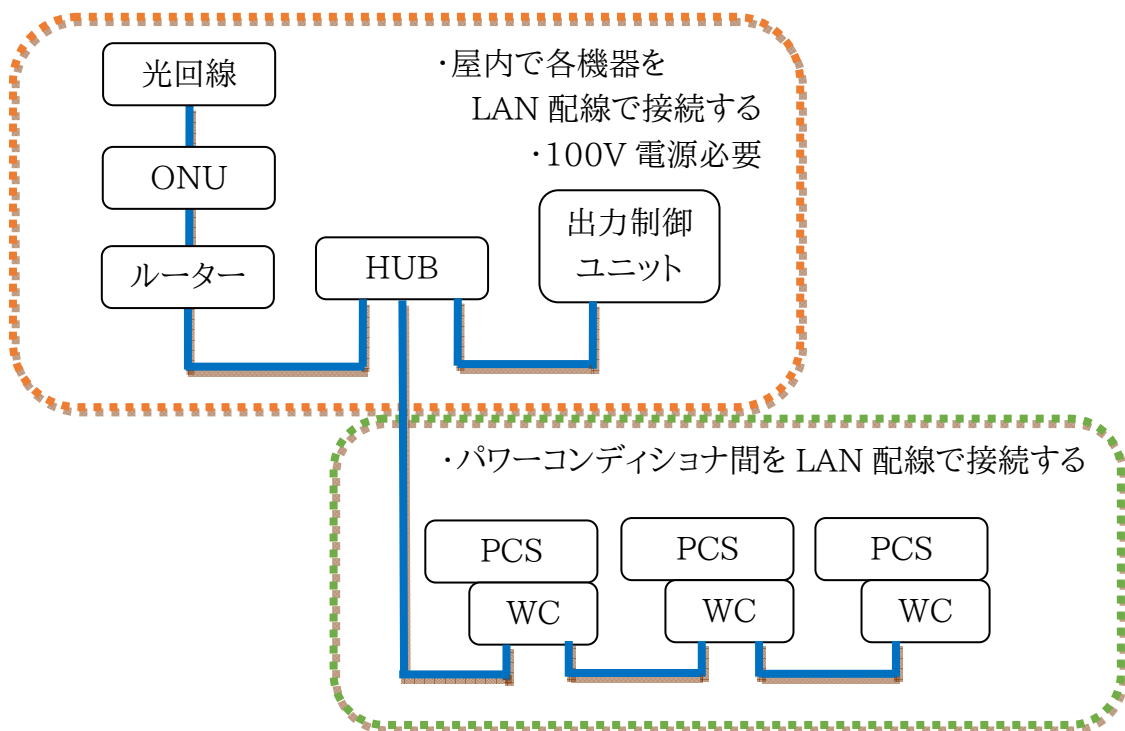 光回線
・屋内で各機器を
LAN 配線で接続する
・100V 電源必要
ONU
ルーター
HUB
出力制御
ユニット
・パワーコンディショナ間を LAN 配線で接続する
PCS
WC
PCS
WC
PCS
WC